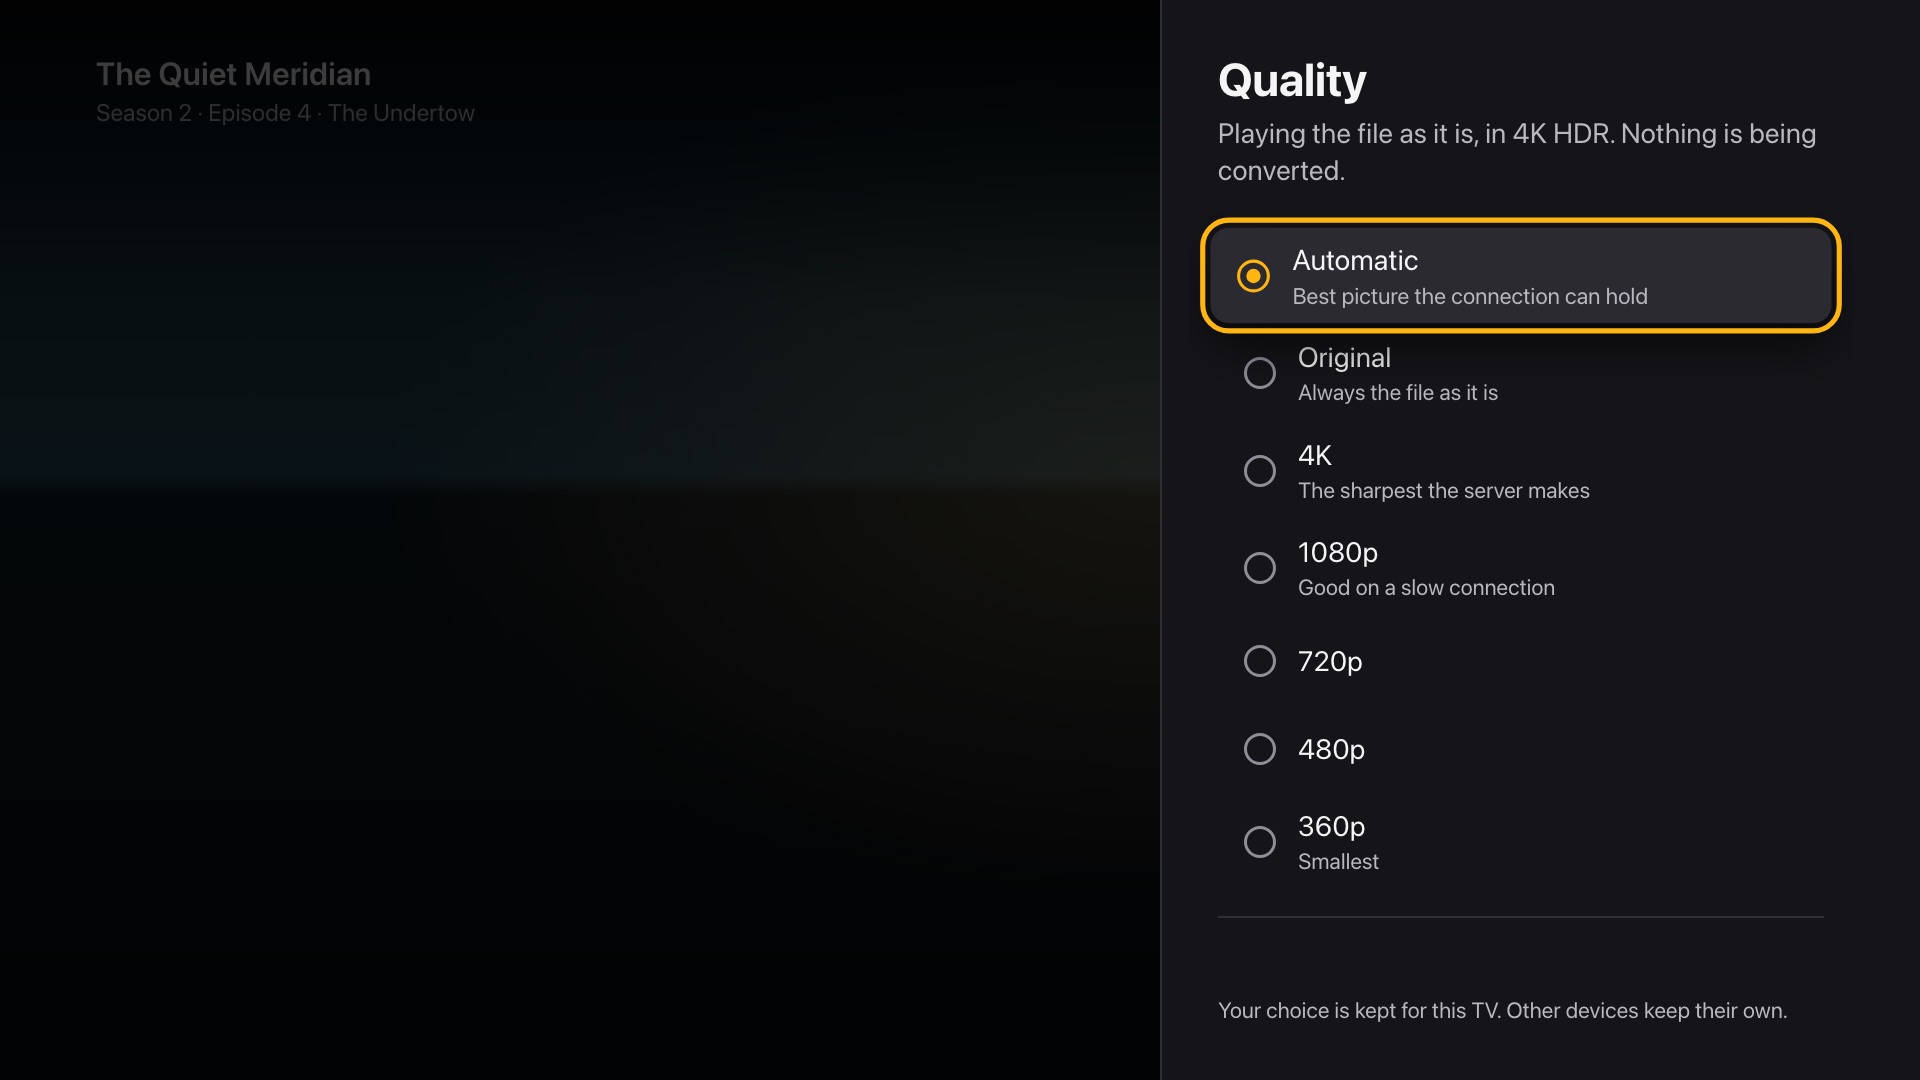 The Quiet Meridian
Season 2 · Episode 4 · The Undertow
Quality
Playing the file as it is, in 4K HDR. Nothing is being
converted.
Automatic
Best picture the connection can hold
Original
Always the file as it is
4K
The sharpest the server makes
1080p
Good on a slow connection
720p
480p
360p
Smallest
Your choice is kept for this TV. Other devices keep their own.